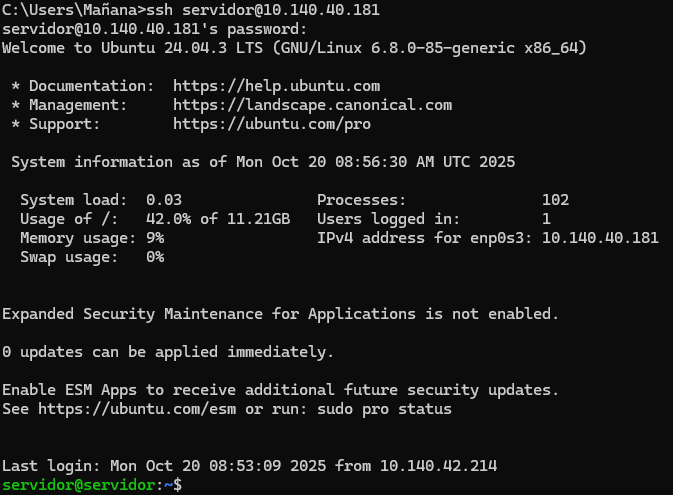 C:\Users\Mañana>ssh servidor@10.140.40.181
servidor@10.140.40.181's password:
Welcome to Ubuntu 24.04.3 LTS (GNU/Linux 6.8.0-85-generic x86_64)
* Documentation:  https://help.ubuntu.com
* Management:     https://landscape.canonical.com
* Support:        https://ubuntu.com/pro
System information as of Mon Oct 20 08:56:30 AM UTC 2025
System load:  0.03                Processes:               102
Usage of /:   42.0% of 11.21GB   Users logged in:         1
Memory usage: 9%                 IPv4 address for enp0s3: 10.140.40.181
Swap usage:   0%
Expanded Security Maintenance for Applications is not enabled.
0 updates can be applied immediately.
Enable ESM Apps to receive additional future security updates.
See https://ubuntu.com/esm or run: sudo pro status
Last login: Mon Oct 20 08:53:09 2025 from 10.140.42.214
servidor@servidor:~$